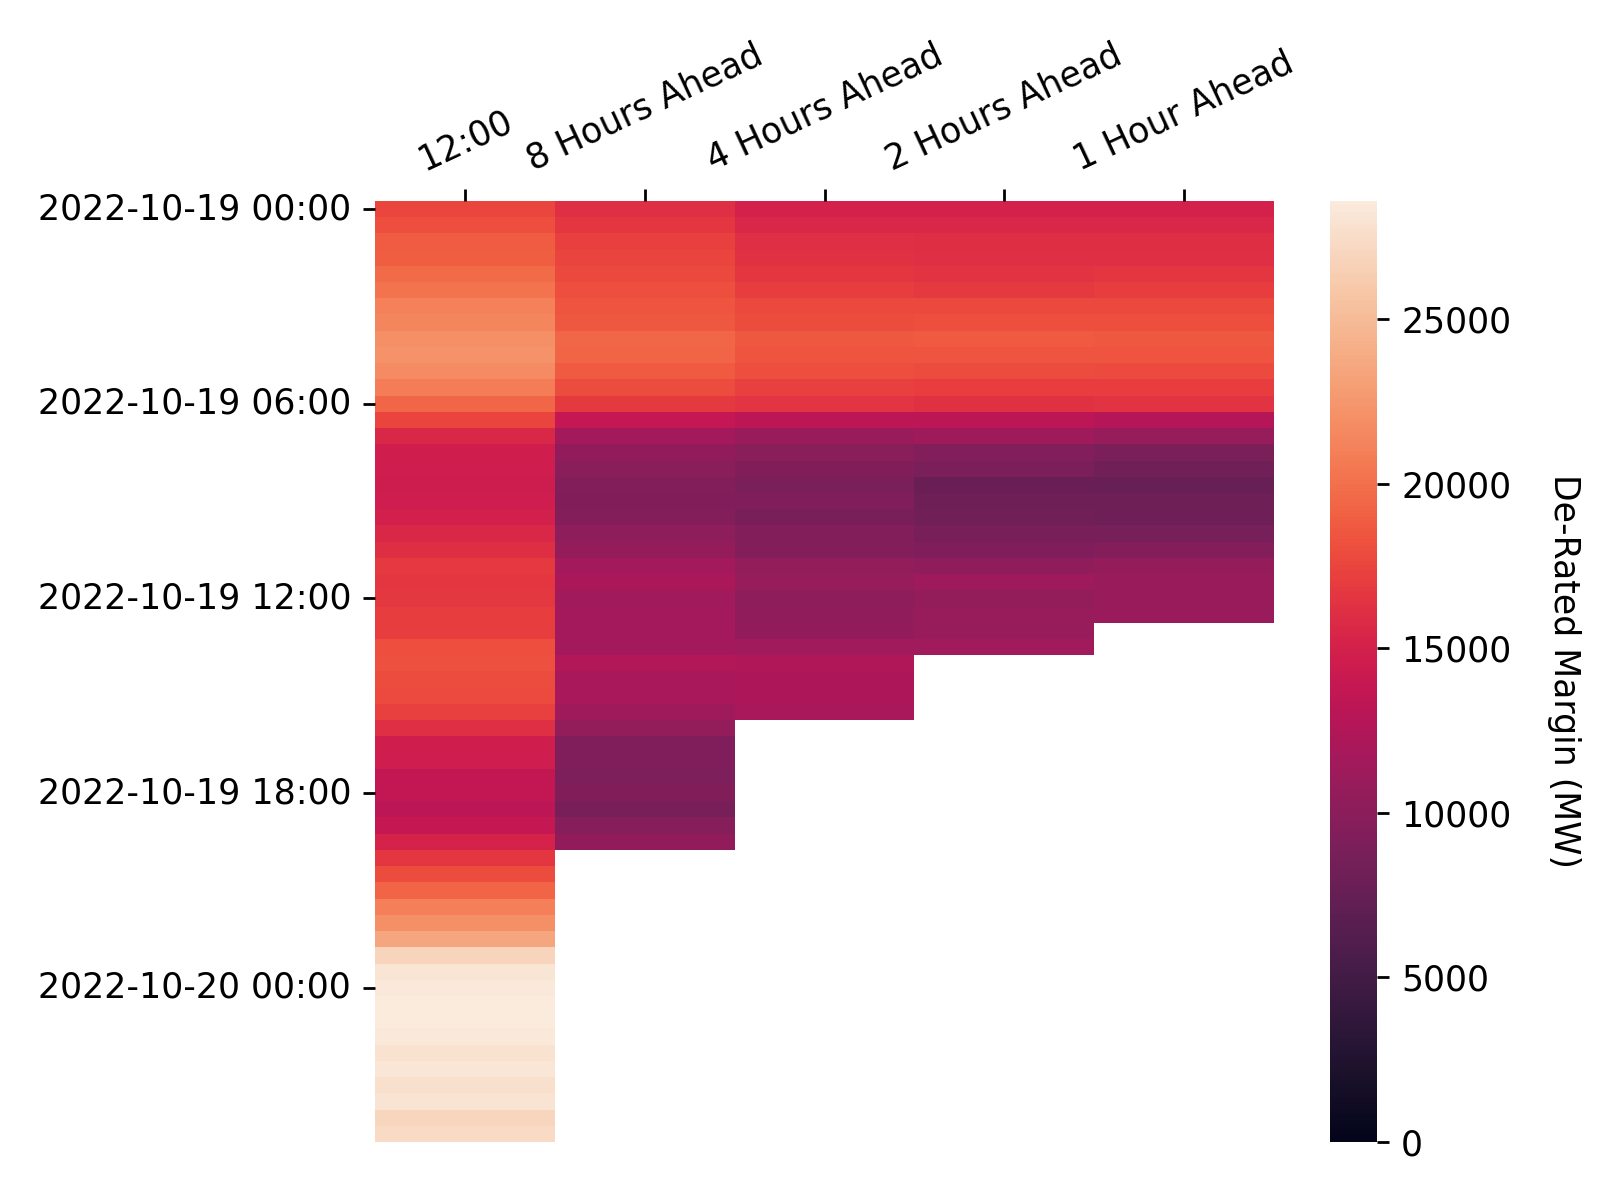 12:00
8 Hours Ahead
4 Hours Ahead
2 Hours Ahead
1 Hour Ahead
2022-10-19 00:00
2022-10-19 06:00
2022-10-19 12:00
2022-10-19 18:00
2022-10-20 00:00
25000
20000
15000
10000
5000
0
De-Rated Margin (MW)